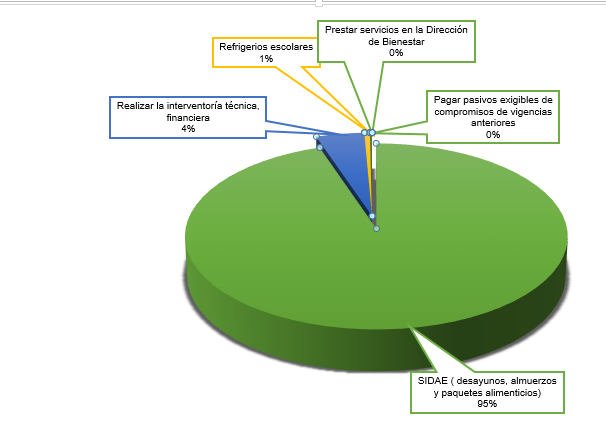 Prestar servicios en la Dirección
de Bienestar
0%
Refrigerios escolares
1%
Realizar la interventoría técnica,
financiera
4%
Pagar pasivos exigibles de
compromisos de vigencias
anteriores
0%
SIDAE ( desayunos, almuerzos
y paquetes alimenticios)
95%